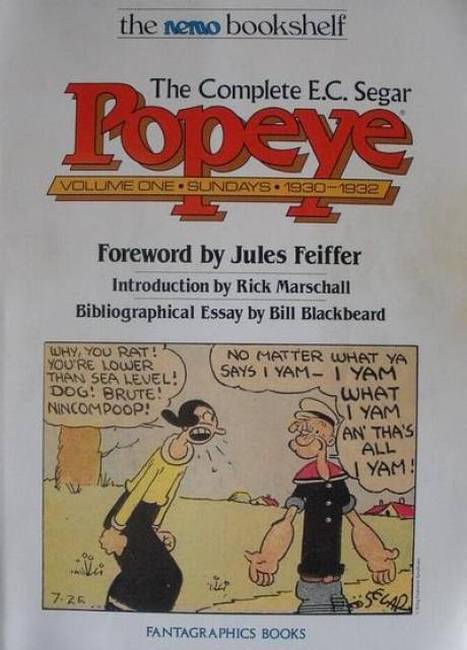 the nemo bookshelf
The Complete E.C. Segar
Popeye®
VOLUME ONE • SUNDAYS • 1930-1932
Foreword by Jules Feiffer
Introduction by Rick Marschall
Bibliographical Essay by Bill Blackbeard
WHY, YOU RAT!
YOU'RE LOWER
THAN SEA LEVEL!
DOG! BRUTE!
NINCOMPOOP!
NO MATTER WHAT YA
SAYS I YAM- I YAM
WHAT
I YAM
AN' THA'S
ALL
I YAM!
7-26
SEGAR
FANTAGRAPHICS BOOKS